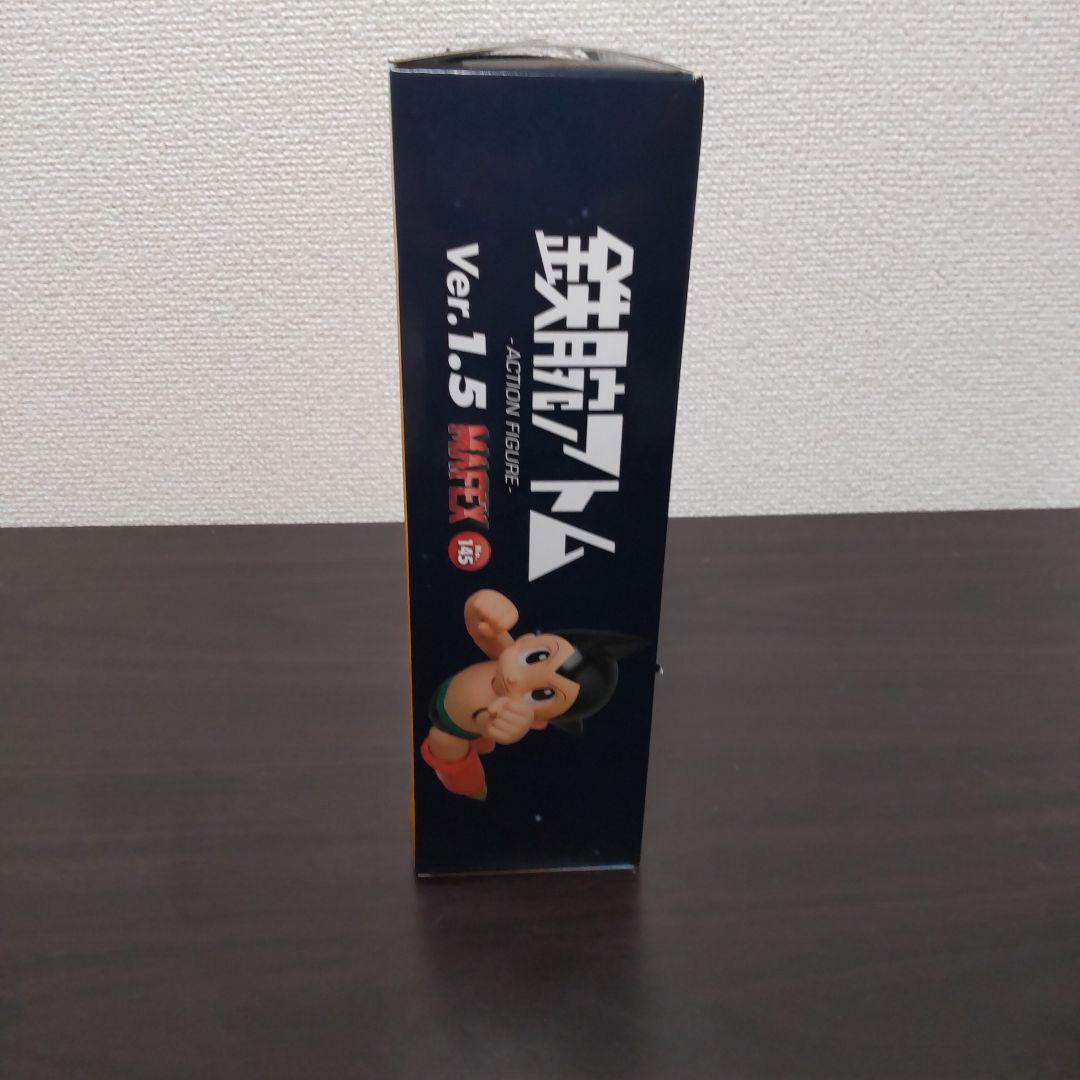 鉄腕アトム
- ACTION FIGURE -
Ver.1.5 MAFEX No. 145